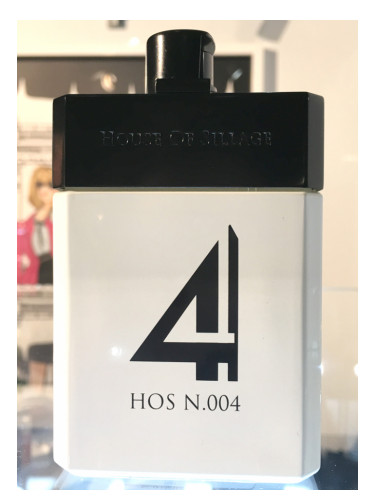 HOUSE OF SILLAGE
4
HOS N.004